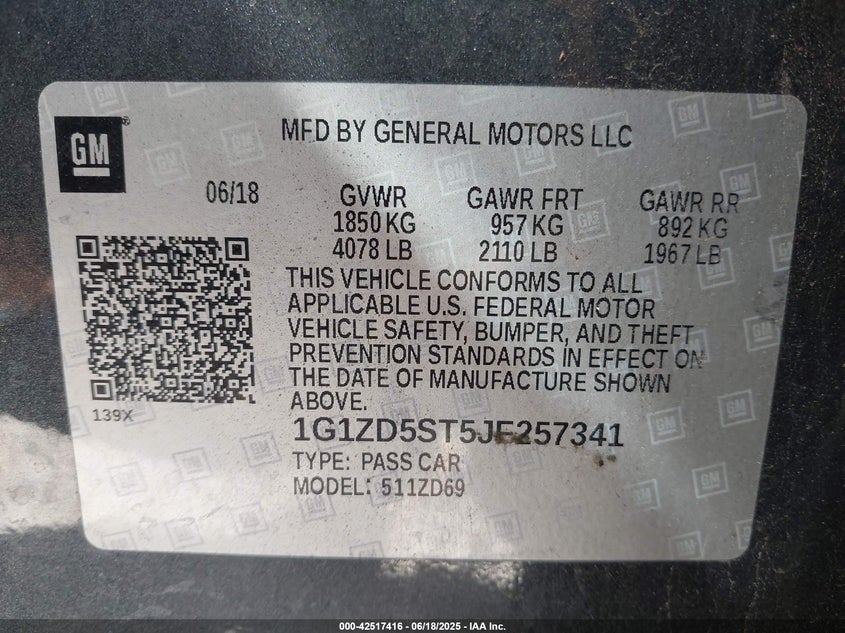 GM
MFD BY GENERAL MOTORS LLC
06/18 GVWR GAWR FRT GAWR RR
1850 KG 957 KG 892 KG
4078 LB 2110 LB 1967 LB
THIS VEHICLE CONFORMS TO ALL
APPLICABLE U.S. FEDERAL MOTOR
VEHICLE SAFETY, BUMPER, AND THEFT
PREVENTION STANDARDS IN EFFECT ON
THE DATE OF MANUFACTURE SHOWN
ABOVE.
139X
1G1ZD5ST5JF257341
TYPE: PASS CAR
MODEL: 511ZD69
000-42517416 - 06/18/2025 - IAA Inc.